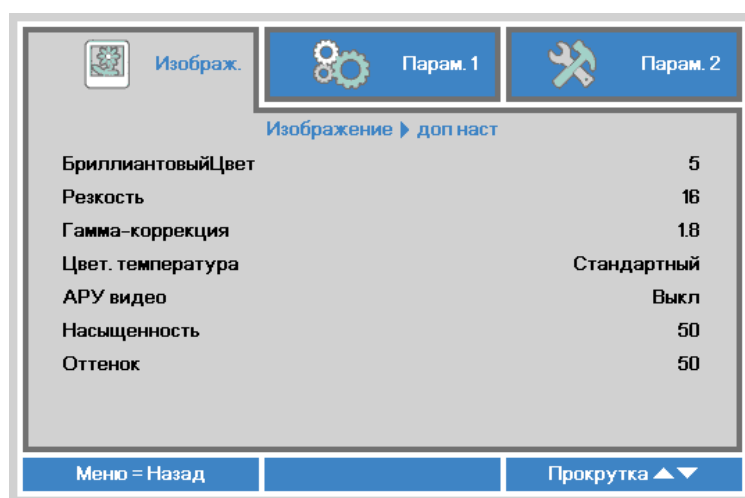 Изображ.
Парам. 1
Парам. 2
Изображение ▶ доп наст
БриллиантовыйЦвет 5
Резкость 16
Гамма-коррекция 1.8
Цвет. температура Стандартный
АРУ видео Выкл
Насыщенность 50
Оттенок 50
Меню = Назад
Прокрутка ▲▼